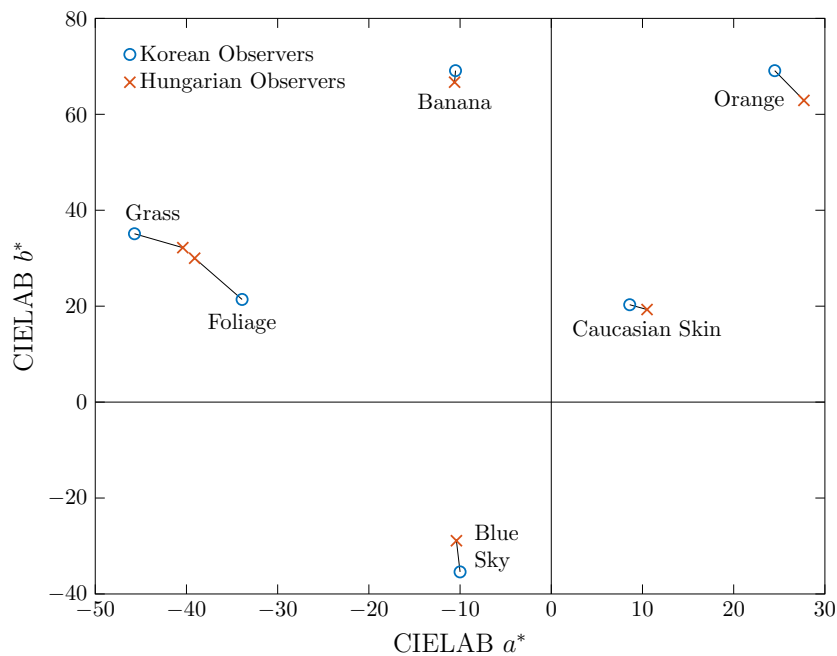 80
60
40
20
0
−20
−40
−50
−40
−30
−20
−10
0
10
20
30
CIELAB b*
CIELAB a*
Korean Observers
Hungarian Observers
Banana
Orange
Grass
Foliage
Caucasian Skin
Blue
Sky